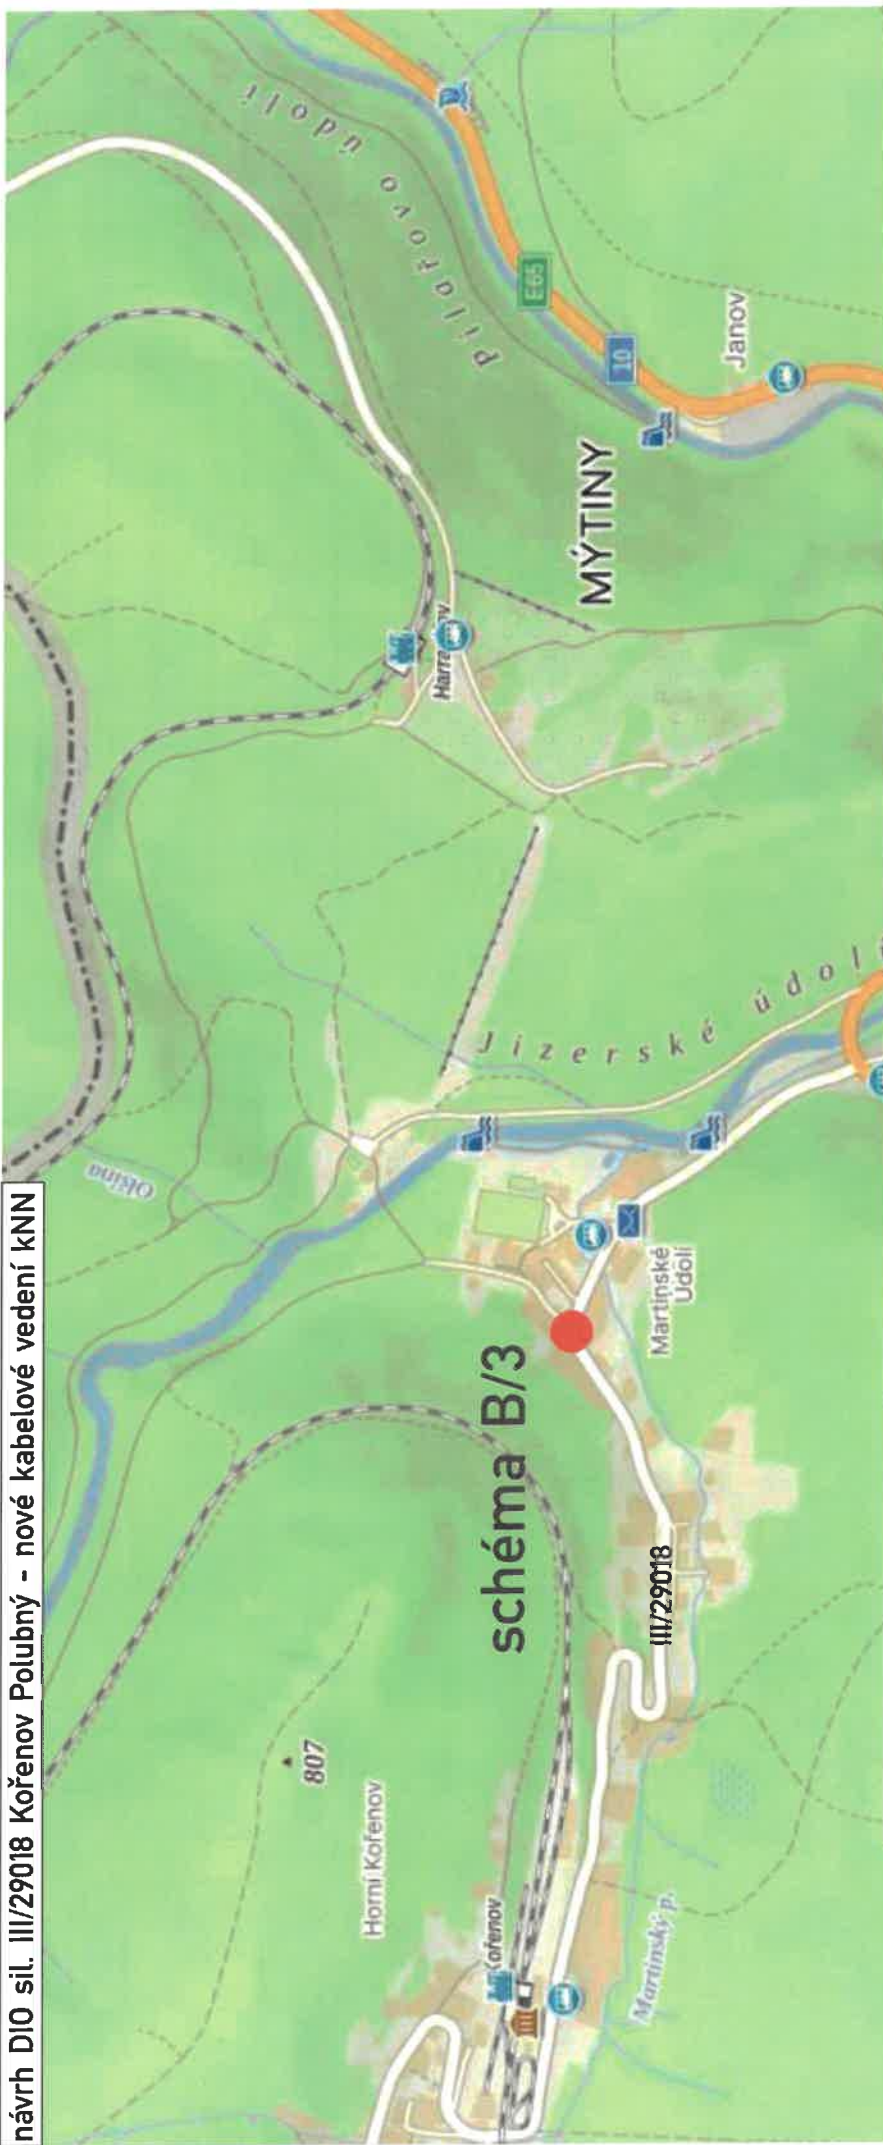 návrh DIO sil. III/29018 Kořenov Polubný - nové kabelové vedení kNN
Olšina
Pilařovo údolí
E65
10
Janov
MÝTINY
Jizerské údolí
schéma B/3
Martinské
Údolí
III/29018
807
Horní Kořenov
Kořenov
Martinský p.